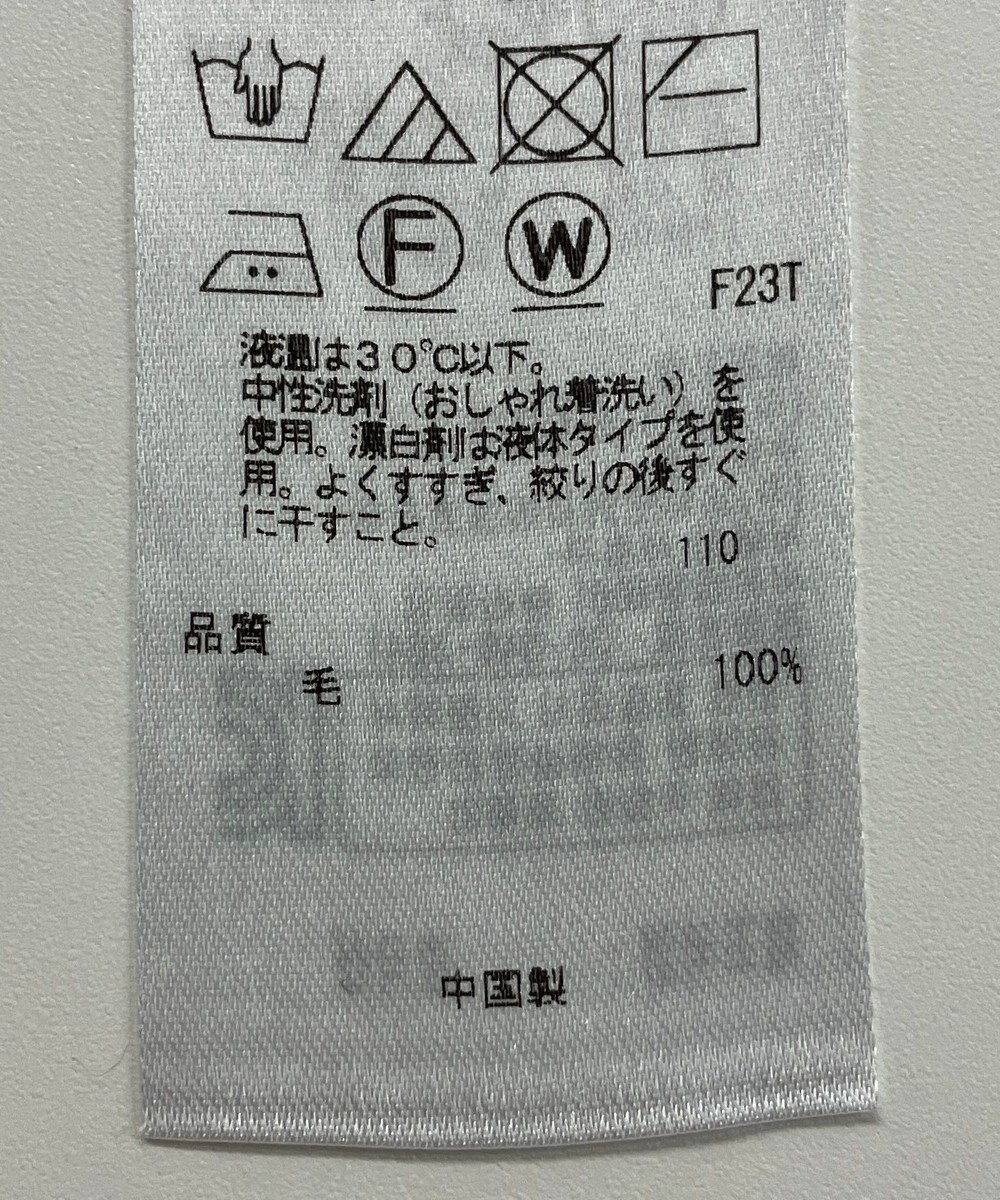 F W F23T
液温は30℃以下。
中性洗剤（おしゃれ着洗い）を
使用。漂白剤は液体タイプを使
用。よくすすぎ、絞りの後すぐ
に干すこと。
110
品質
毛 100%
中国製